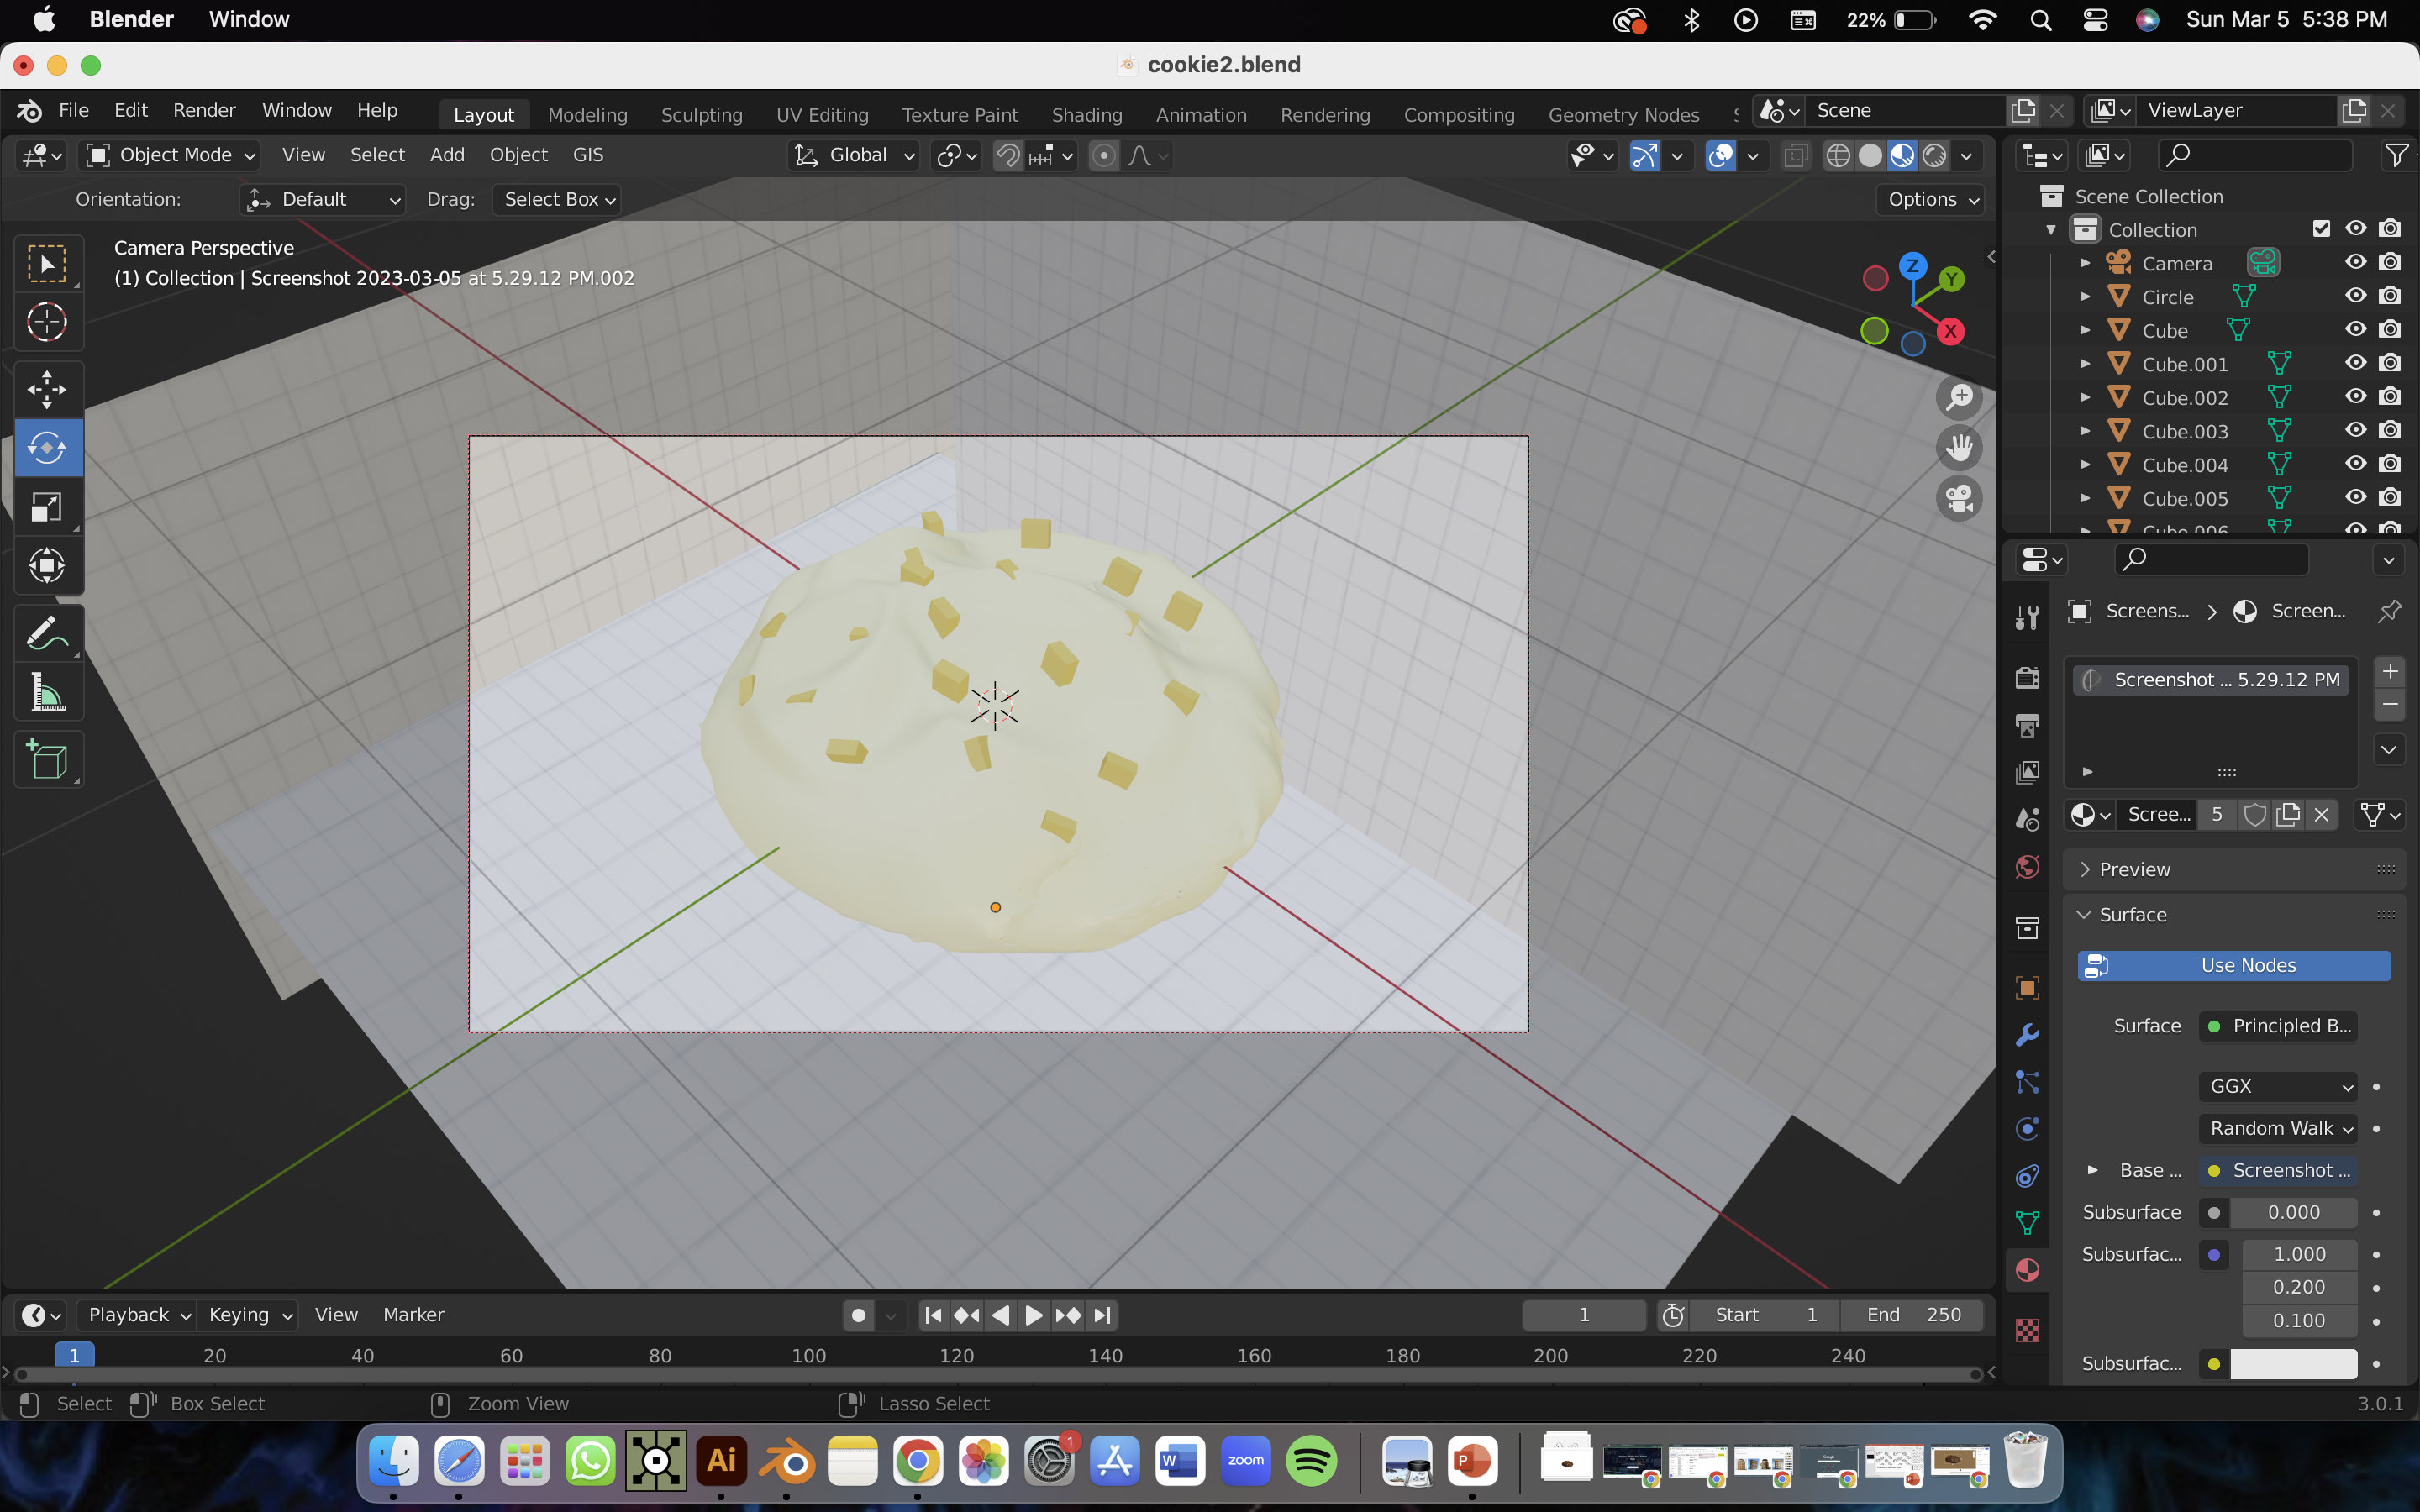 Blender Window 22% Sun Mar 5 5:38 PM
cookie2.blend
File Edit Render Window Help Layout Modeling Sculpting UV Editing Texture Paint Shading Animation Rendering Compositing Geometry Nodes Scene ViewLayer
Object Mode View Select Add Object GIS Global
Orientation: Default Drag: Select Box Options
Camera Perspective
(1) Collection | Screenshot 2023-03-05 at 5.29.12 PM.002
Z
Y
X
Scene Collection
Collection
Camera
Circle
Cube
Cube.001
Cube.002
Cube.003
Cube.004
Cube.005
Cube.006
Screens... Screen...
Screenshot ... 5.29.12 PM
Scree... 5
Preview
Surface
Use Nodes
Surface Principled B...
GGX
Random Walk
Base ... Screenshot ...
Subsurface 0.000
Subsurfac... 1.000
0.200
0.100
Subsurfac...
Playback Keying View Marker 1 Start 1 End 250
1 20 40 60 80 100 120 140 160 180 200 220 240
Select Box Select Zoom View Lasso Select 3.0.1
Ai W zoom P
1